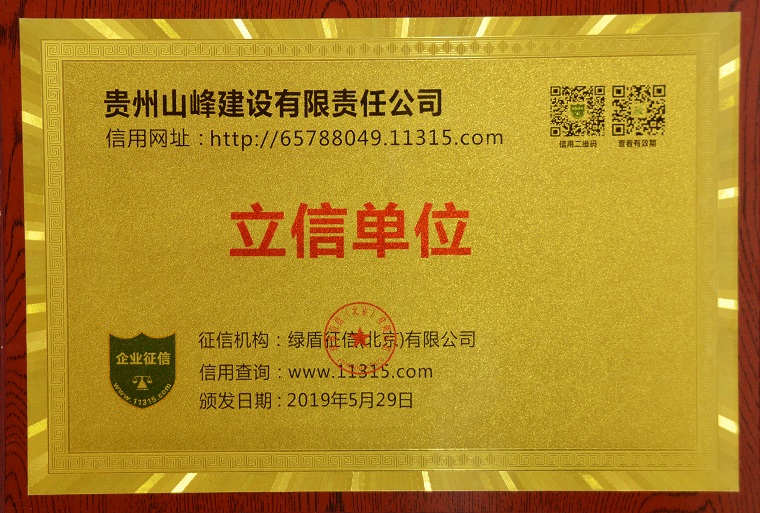 贵州山峰建设有限责任公司
信用网址：http://65788049.11315.com
信用二维码
查看有效期
立信单位
征信机构：绿盾征信(北京)有限公司
信用查询：www.11315.com
颁发日期：2019年5月29日
企业征信
www.11315.com